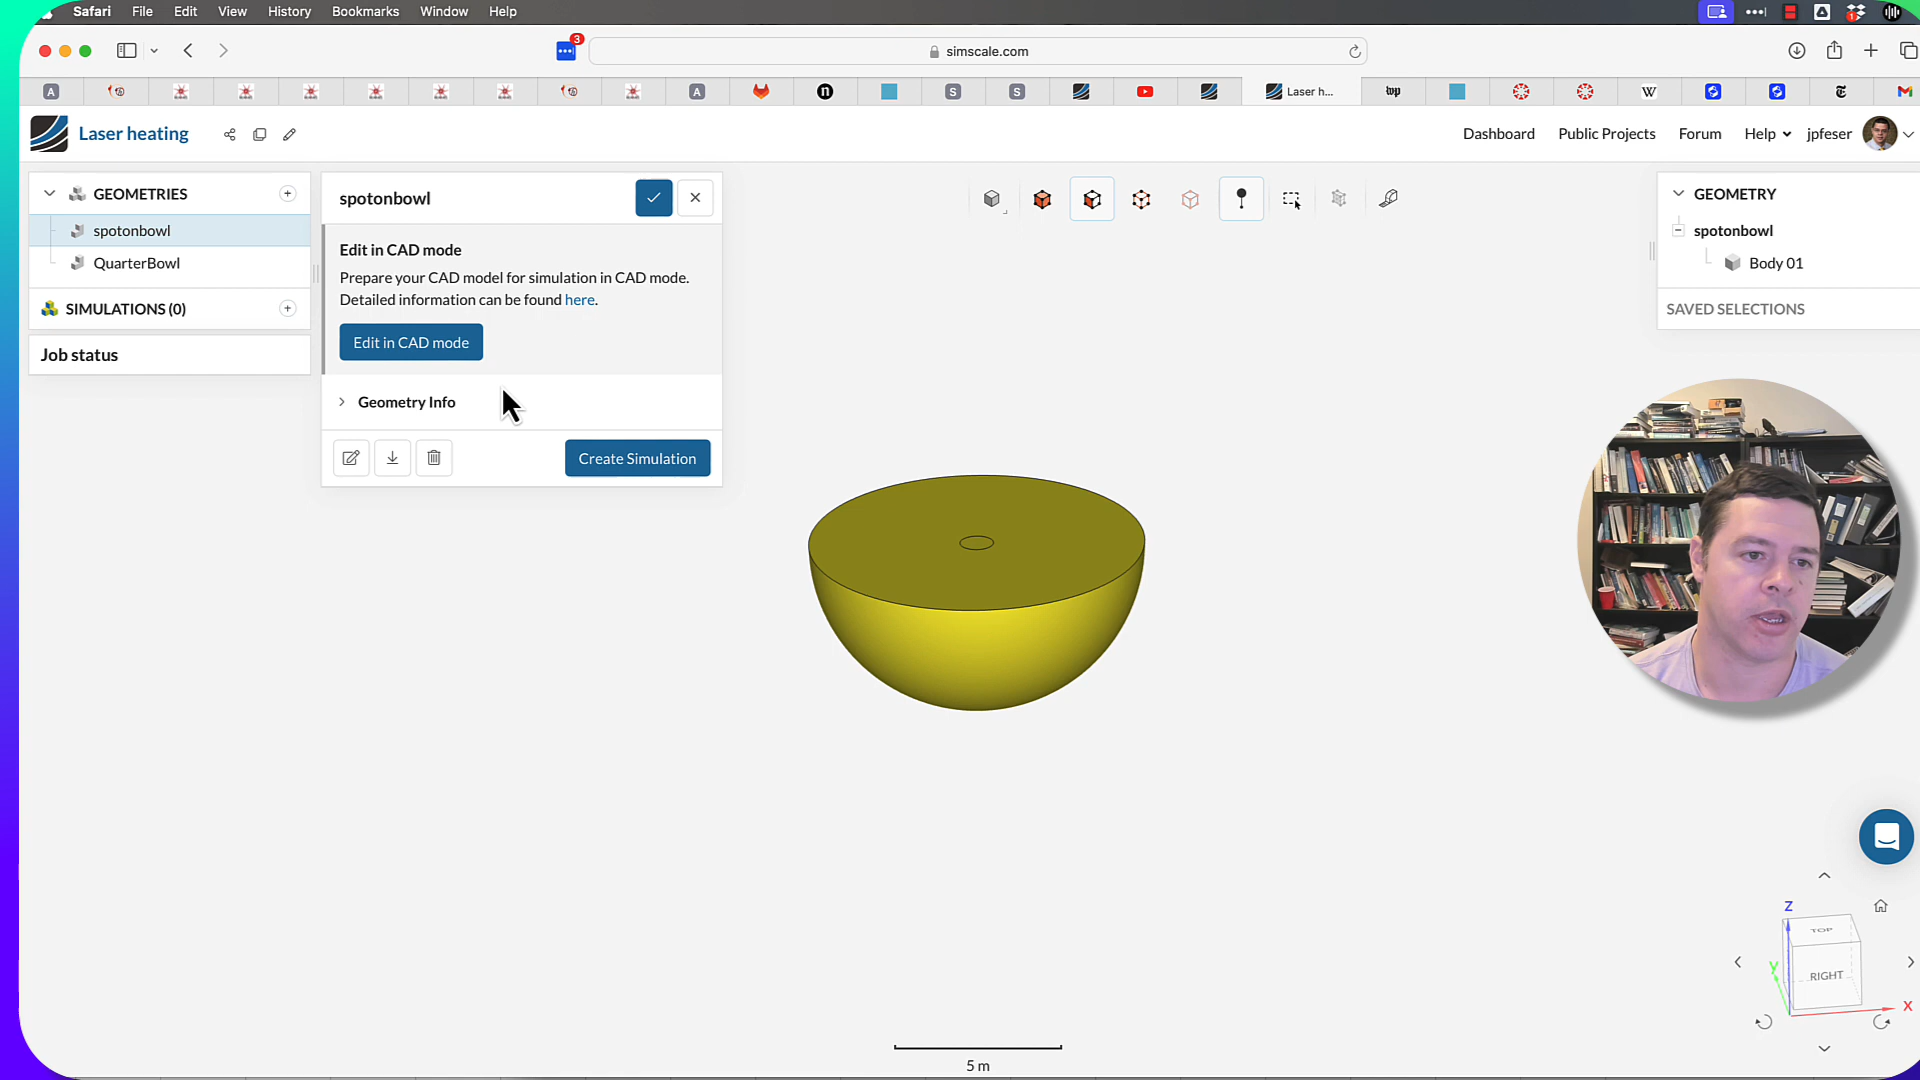 Safari File Edit View History Bookmarks Window Help
3
simscale.com
Laser h...
Laser heating
Dashboard Public Projects Forum Help jpfeser
GEOMETRIES
spotonbowl
QuarterBowl
SIMULATIONS (0)
Job status
spotonbowl
Edit in CAD mode
Prepare your CAD model for simulation in CAD mode.
Detailed information can be found here.
Edit in CAD mode
Geometry Info
Create Simulation
GEOMETRY
spotonbowl
Body 01
SAVED SELECTIONS
Z
TOP
Y
RIGHT
X
5 m